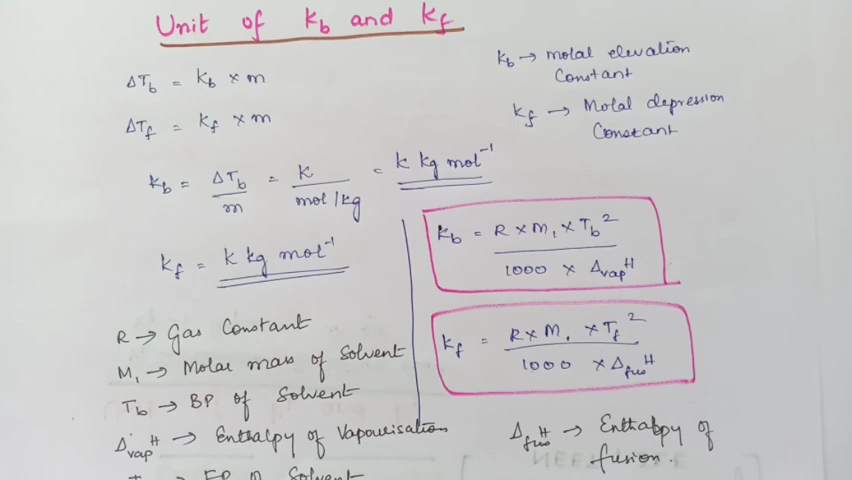 Unit of Kb and Kf
ΔTb = Kb × m
ΔTf = Kf × m
Kb = ΔTb / m = K / mol/kg = K kg mol⁻¹
Kf = K kg mol⁻¹
Kb → molal elevation
Constant
Kf → Molal depression
Constant
Kb = R × M₁ × Tb² / 1000 × ΔvapH
Kf = R × M₁ × Tf² / 1000 × ΔfusH
R → Gas Constant
M₁ → Molar mass of Solvent
Tb → BP of Solvent
ΔvapH → Enthalpy of Vapourisation
FP of Solvent
ΔfusH → Enthalpy of
fusion.